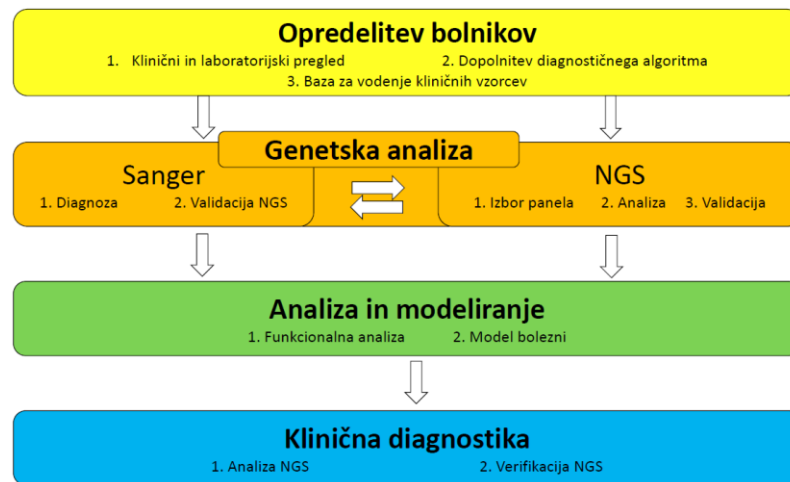 Opredelitev bolnikov
1. Klinični in laboratorijski pregled 2. Dopolnitev diagnostičnega algoritma
3. Baza za vodenje kliničnih vzorcev
Genetska analiza
Sanger
1. Diagnoza 2. Validacija NGS
NGS
1. Izbor panela 2. Analiza 3. Validacija
Analiza in modeliranje
1. Funkcionalna analiza 2. Model bolezni
Klinična diagnostika
1. Analiza NGS 2. Verifikacija NGS